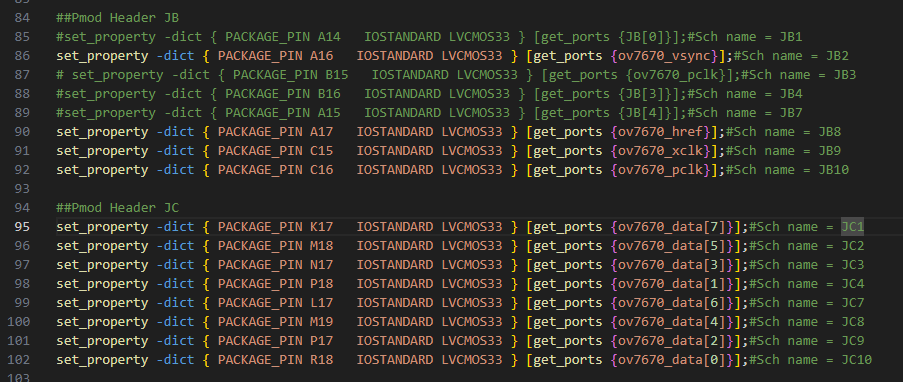 84 ##Pmod Header JB
85 #set_property -dict { PACKAGE_PIN A14 IOSTANDARD LVCMOS33 } [get_ports {JB[0]}];#Sch name = JB1
86 set_property -dict { PACKAGE_PIN A16 IOSTANDARD LVCMOS33 } [get_ports {ov7670_vsync}];#Sch name = JB2
87 # set_property -dict { PACKAGE_PIN B15 IOSTANDARD LVCMOS33 } [get_ports {ov7670_pclk}];#Sch name = JB3
88 #set_property -dict { PACKAGE_PIN B16 IOSTANDARD LVCMOS33 } [get_ports {JB[3]}];#Sch name = JB4
89 #set_property -dict { PACKAGE_PIN A15 IOSTANDARD LVCMOS33 } [get_ports {JB[4]}];#Sch name = JB7
90 set_property -dict { PACKAGE_PIN A17 IOSTANDARD LVCMOS33 } [get_ports {ov7670_href}];#Sch name = JB8
91 set_property -dict { PACKAGE_PIN C15 IOSTANDARD LVCMOS33 } [get_ports {ov7670_xclk}];#Sch name = JB9
92 set_property -dict { PACKAGE_PIN C16 IOSTANDARD LVCMOS33 } [get_ports {ov7670_pclk}];#Sch name = JB10
93
94 ##Pmod Header JC
95 set_property -dict { PACKAGE_PIN K17 IOSTANDARD LVCMOS33 } [get_ports {ov7670_data[7]}];#Sch name = JC1
96 set_property -dict { PACKAGE_PIN M18 IOSTANDARD LVCMOS33 } [get_ports {ov7670_data[5]}];#Sch name = JC2
97 set_property -dict { PACKAGE_PIN N17 IOSTANDARD LVCMOS33 } [get_ports {ov7670_data[3]}];#Sch name = JC3
98 set_property -dict { PACKAGE_PIN P18 IOSTANDARD LVCMOS33 } [get_ports {ov7670_data[1]}];#Sch name = JC4
99 set_property -dict { PACKAGE_PIN L17 IOSTANDARD LVCMOS33 } [get_ports {ov7670_data[6]}];#Sch name = JC7
100 set_property -dict { PACKAGE_PIN M19 IOSTANDARD LVCMOS33 } [get_ports {ov7670_data[4]}];#Sch name = JC8
101 set_property -dict { PACKAGE_PIN P17 IOSTANDARD LVCMOS33 } [get_ports {ov7670_data[2]}];#Sch name = JC9
102 set_property -dict { PACKAGE_PIN R18 IOSTANDARD LVCMOS33 } [get_ports {ov7670_data[0]}];#Sch name = JC10
103